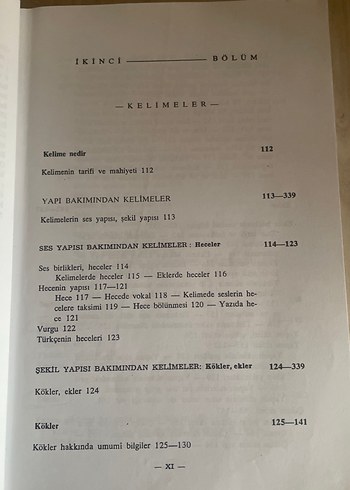 İKİNCİ ———— BÖLÜM
— KELİMELER —
Kelime nedir 112
Kelimenin tarifi ve mahiyeti 112
YAPI BAKIMINDAN KELİMELER 113—339
Kelimelerin ses yapısı, şekil yapısı 113
SES YAPISI BAKIMINDAN KELİMELER : Heceler 114—123
Ses birlikleri, heceler 114
Kelimelerde heceler 115 — Eklerde heceler 116
Hecenin yapısı 117—121
Hece 117 — Hecede vokal 118 — Kelimede seslerin he-
celere taksimi 119 — Hece bölünmesi 120 — Yazıda he-
ce 121
Vurgu 122
Türkçenin heceleri 123
ŞEKİL YAPISI BAKIMINDAN KELİMELER: Kökler, ekler 124—339
Kökler, ekler 124
Kökler 125—141
Kökler hakkında umumi bilgiler 125—130
— XI —